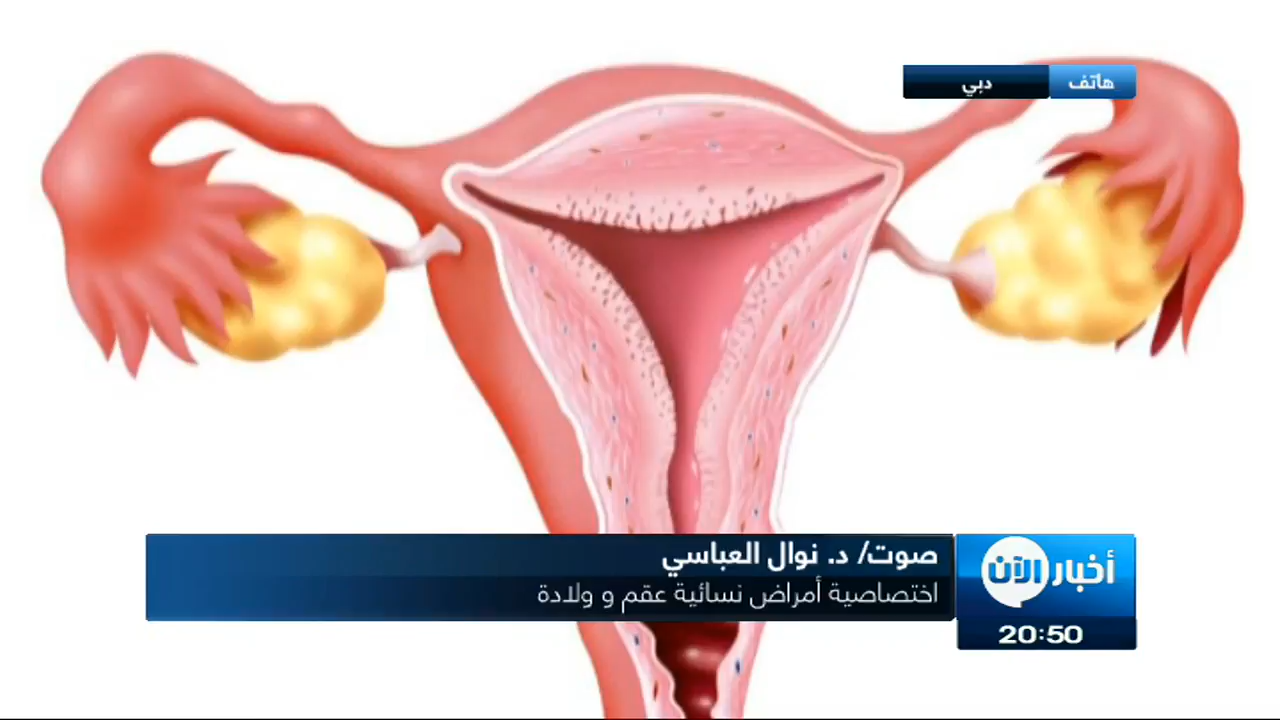 هاتف دبي
صوت/ د. نوال العباسي
اختصاصية أمراض نسائية عقم و ولادة
أخبار الآن
20:50